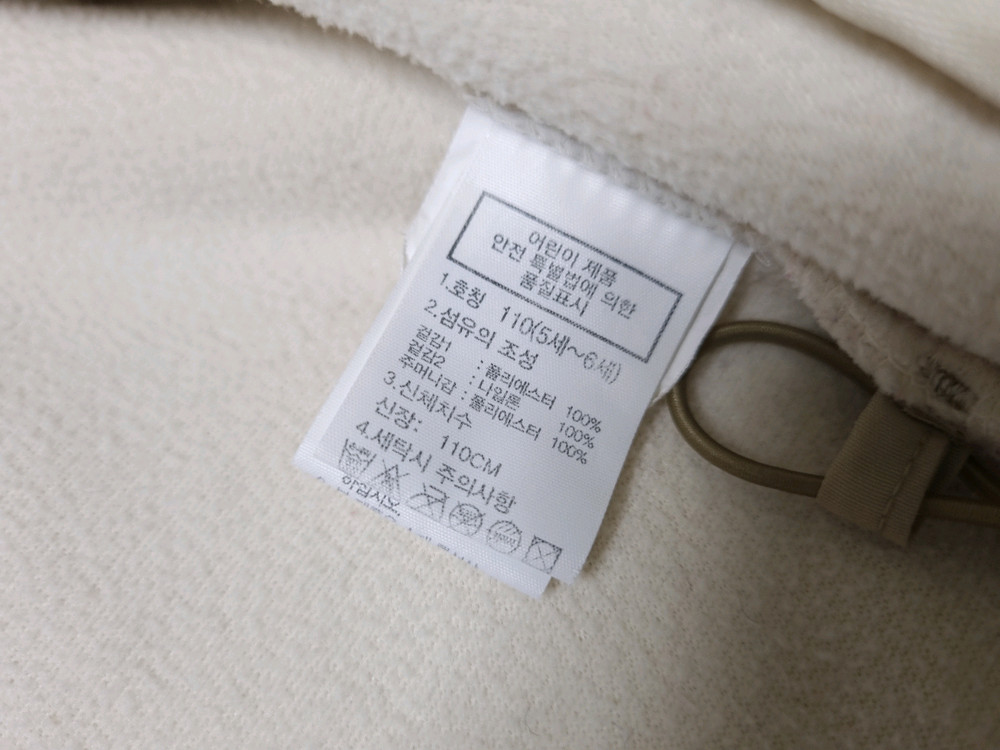 어린이 제품
안전 특별법에 의한
품질표시
1.호칭 110(5세~6세)
2.섬유의 조성
겉감1 : 폴리에스터 100%
겉감2 : 나일론 100%
주머니감 : 폴리에스터 100%
3.신체치수
신장: 110CM
4.세탁시 주의사항